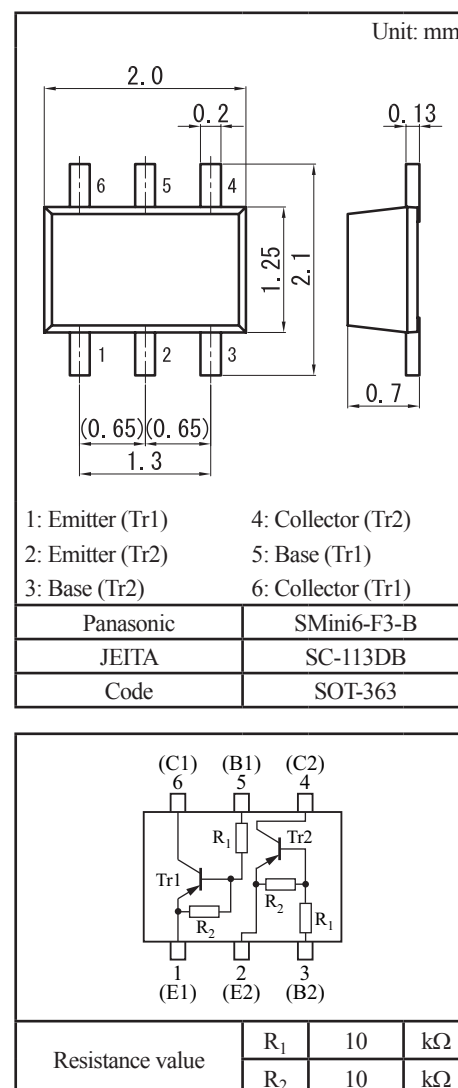 Unit: mm
2.0
0.2
0.13
6 5 4
1.25
2.1
1 2 3
0.7
(0.65)(0.65)
1.3
1: Emitter (Tr1) 4: Collector (Tr2)
2: Emitter (Tr2) 5: Base (Tr1)
3: Base (Tr2) 6: Collector (Tr1)
Panasonic SMini6-F3-B
JEITA SC-113DB
Code SOT-363
(C1) (B1) (C2)
6 5 4
R1 Tr2
Tr1
R2 R2 R1
1 2 3
(E1) (E2) (B2)
Resistance value R1 10 kΩ
R2 10 kΩ